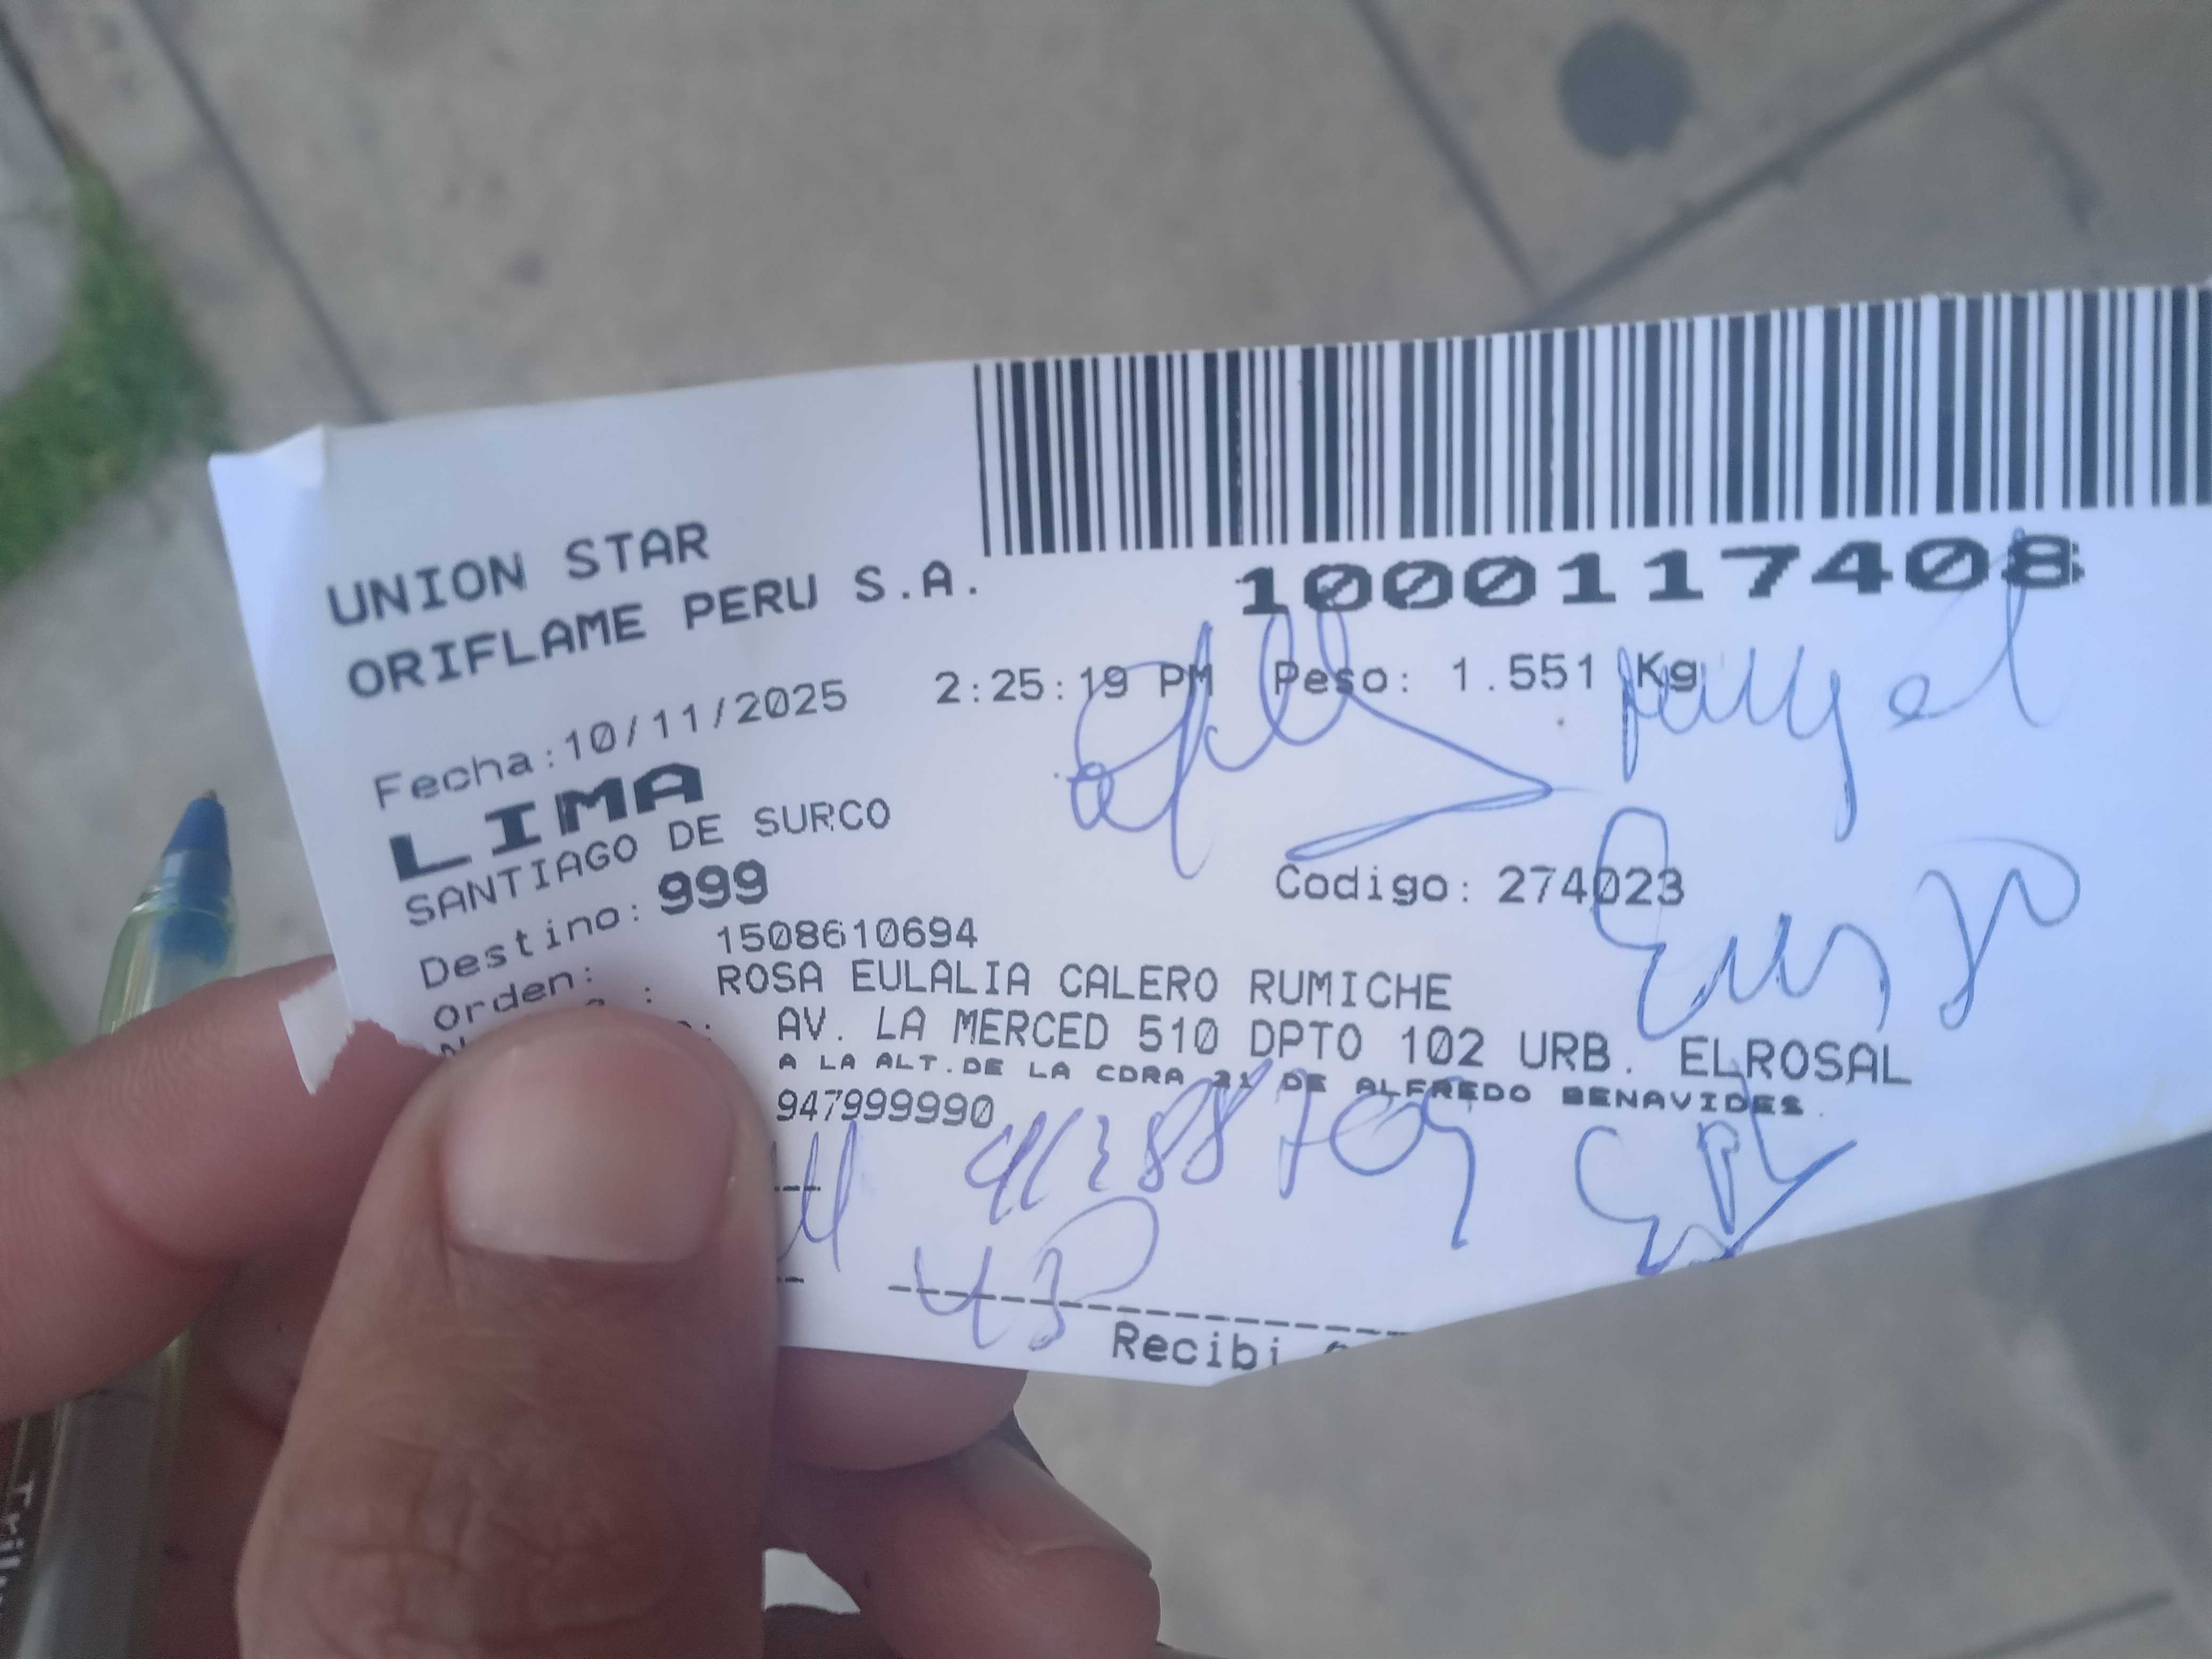 UNION STAR
ORIFLAME PERU S.A.
1000117408
Fecha:10/11/2025 2:25:19 PM Peso: 1.551 Kg
LIMA
SANTIAGO DE SURCO
Destino: 999 Codigo: 274023
Orden: 1508610694
ROSA EULALIA CALERO RUMICHE
AV. LA MERCED 510 DPTO 102 URB. ELROSAL
A LA ALT.DE LA CDRA 21 DE ALFREDO BENAVIDES.
947999990
Recibi